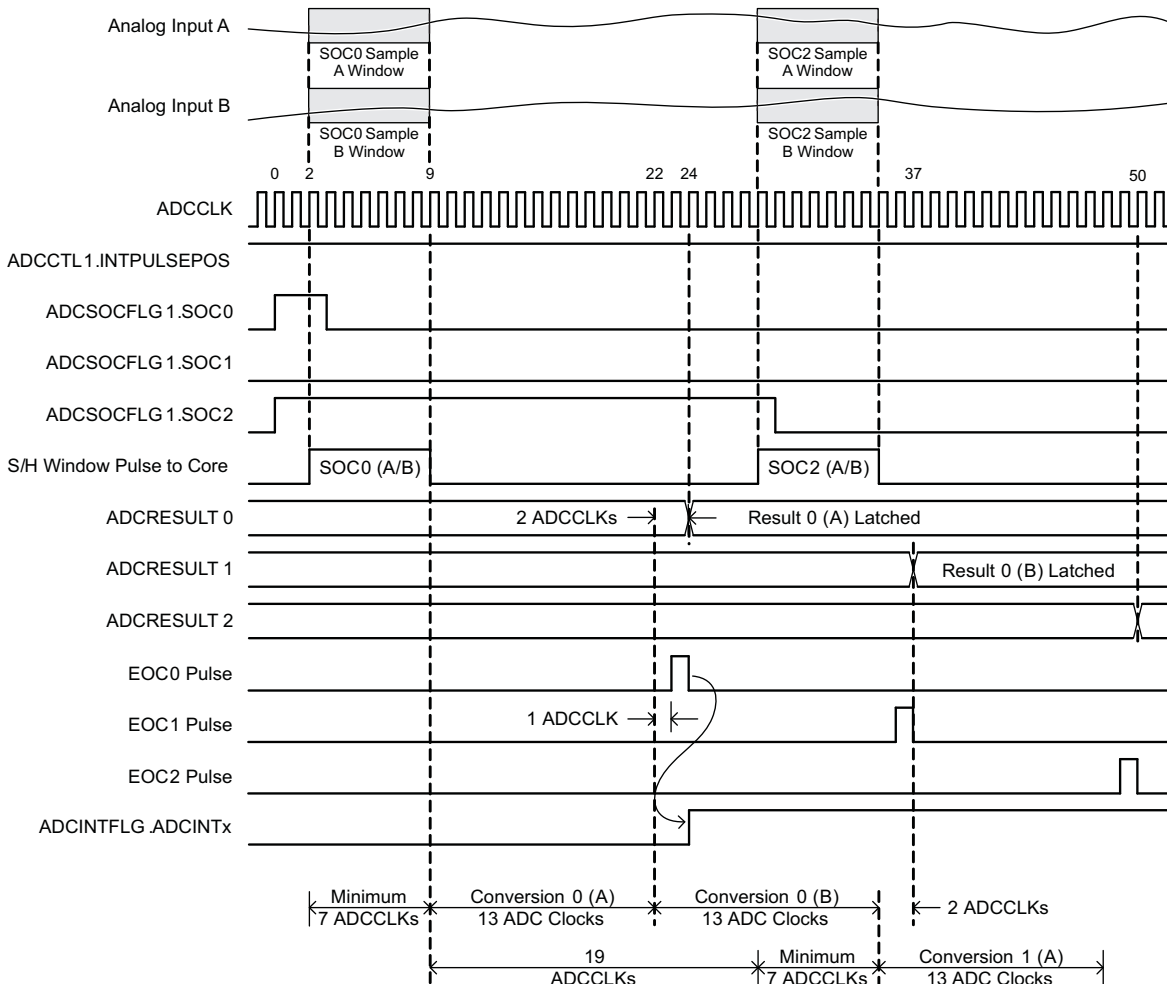 Analog Input A
SOC0 Sample
A Window
SOC2 Sample
A Window
Analog Input B
SOC0 Sample
B Window
SOC2 Sample
B Window
0 2 9 22 24 37 50
ADCCLK
ADCCTL1.INTPULSEPOS
ADCSOCFLG 1.SOC0
ADCSOCFLG 1.SOC1
ADCSOCFLG 1.SOC2
S/H Window Pulse to Core
SOC0 (A/B)
SOC2 (A/B)
ADCRESULT 0
2 ADCCLKs
Result 0 (A) Latched
ADCRESULT 1
Result 0 (B) Latched
ADCRESULT 2
EOC0 Pulse
EOC1 Pulse
1 ADCCLK
EOC2 Pulse
ADCINTFLG .ADCINTx
Minimum
7 ADCCLKs
Conversion 0 (A)
13 ADC Clocks
Conversion 0 (B)
13 ADC Clocks
2 ADCCLKs
19
ADCCLKs
Minimum
7 ADCCLKs
Conversion 1 (A)
13 ADC Clocks